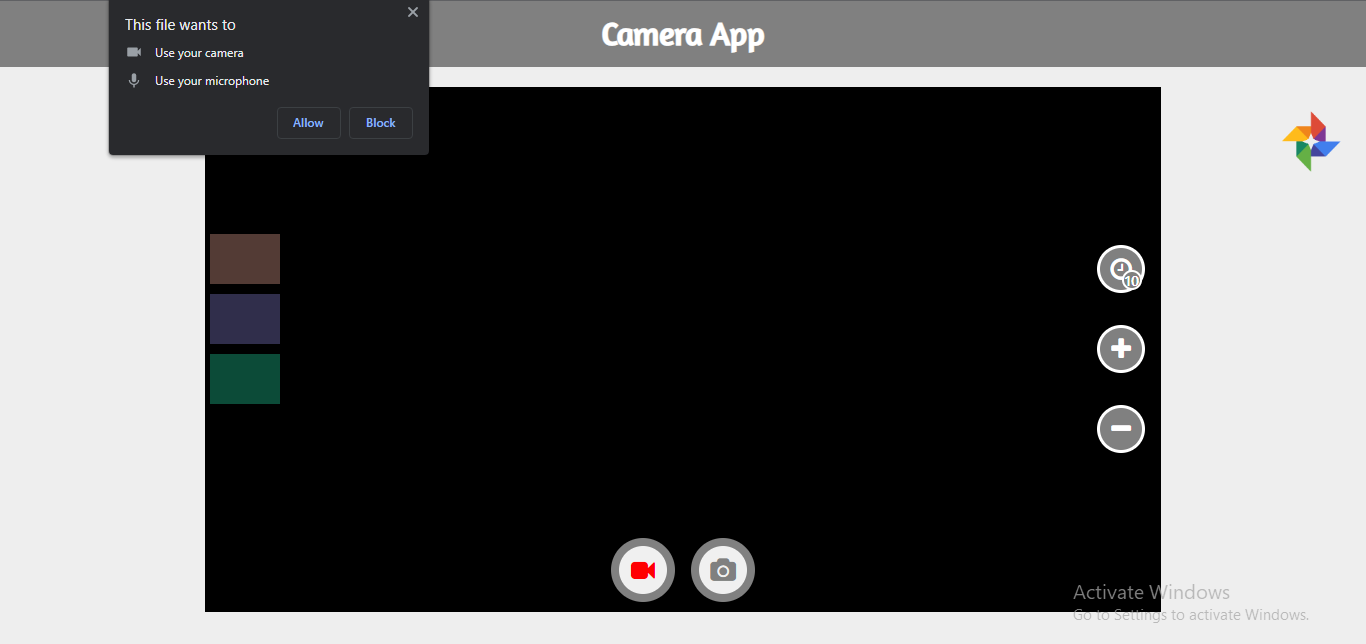 This file wants to
Use your camera
Use your microphone
Allow Block
Camera App
10
Activate Windows
Go to Settings to activate Windows.